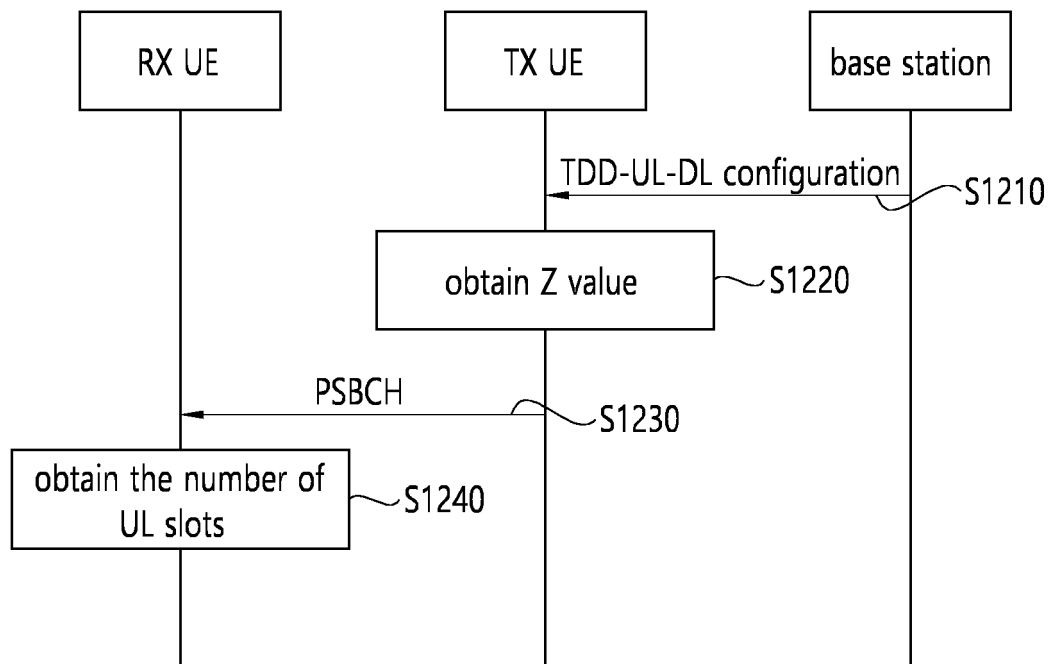 RX UE
TX UE
base station
TDD-UL-DL configuration
S1210
obtain Z value
S1220
PSBCH
S1230
obtain the number of
UL slots
S1240